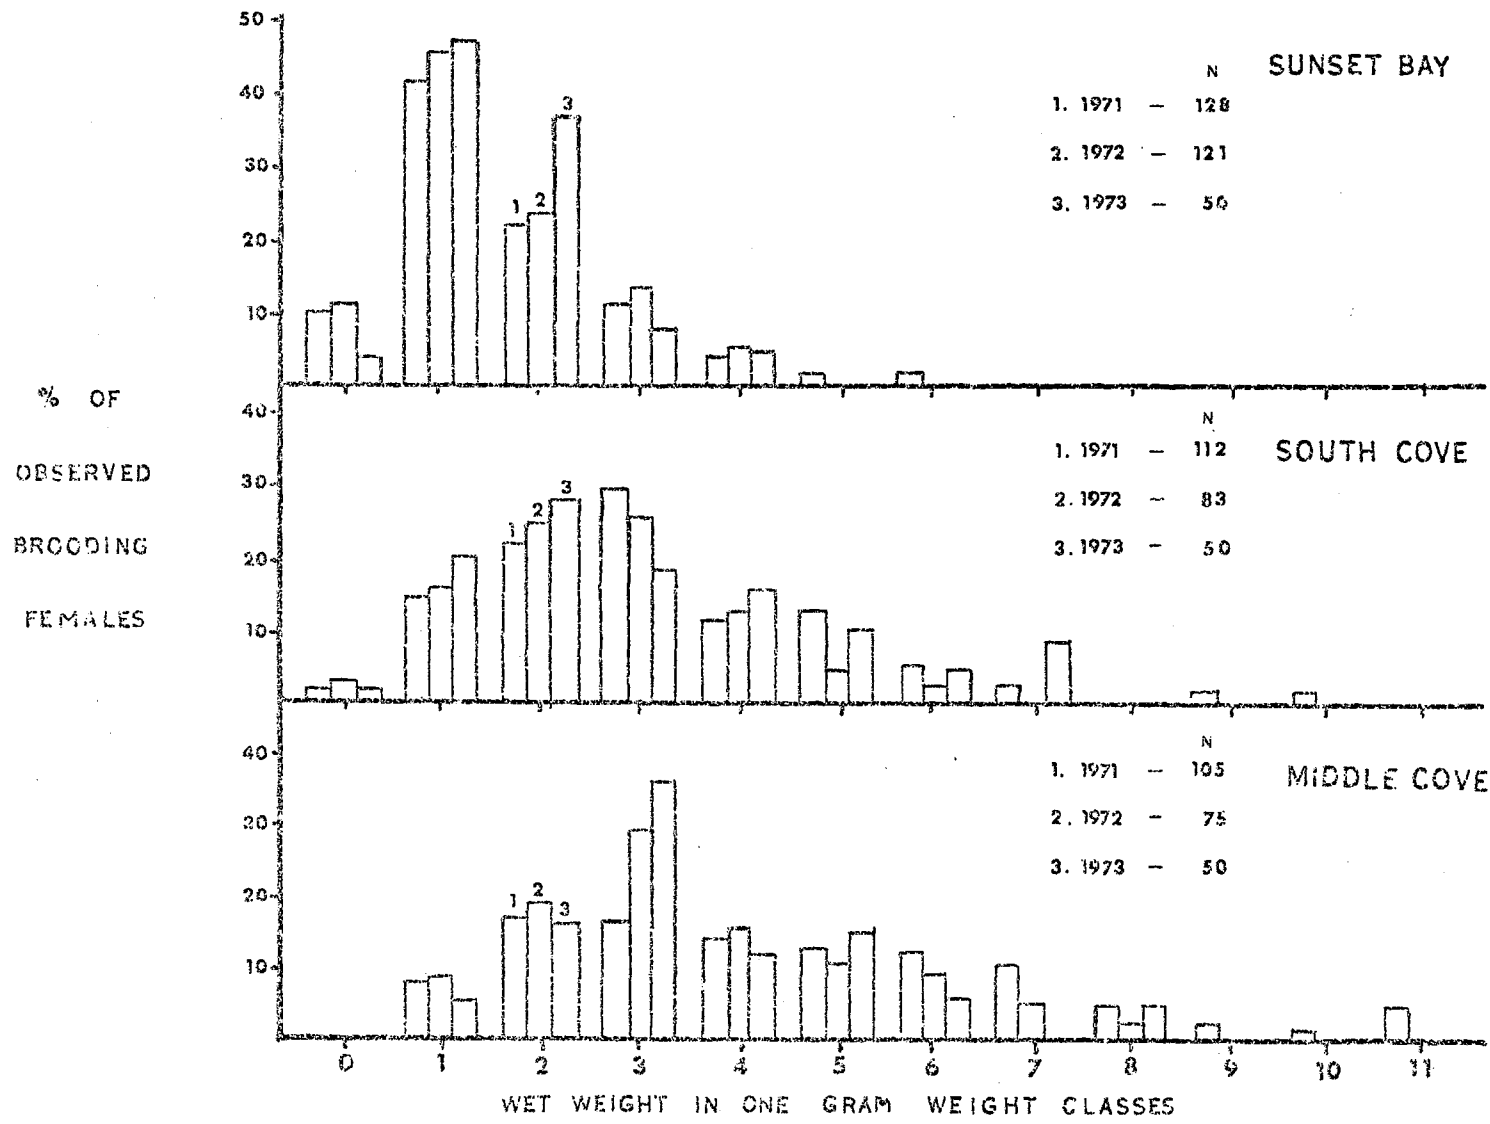 50
40
30
20
10
3
1 2
N SUNSET BAY
1. 1971 – 128
2. 1972 – 121
3. 1973 – 50
% OF
OBSERVED
BROODING
FEMALES
40
30
20
10
1 2 3
N
1. 1971 – 112 SOUTH COVE
2. 1972 – 83
3. 1973 – 50
40
20
10
1 2 3
N
1. 1971 – 105 MIDDLE COVE
2. 1972 – 75
3. 1973 – 50
0 1 2 3 4 5 6 7 8 9 10 11
WET WEIGHT IN ONE GRAM WEIGHT CLASSES